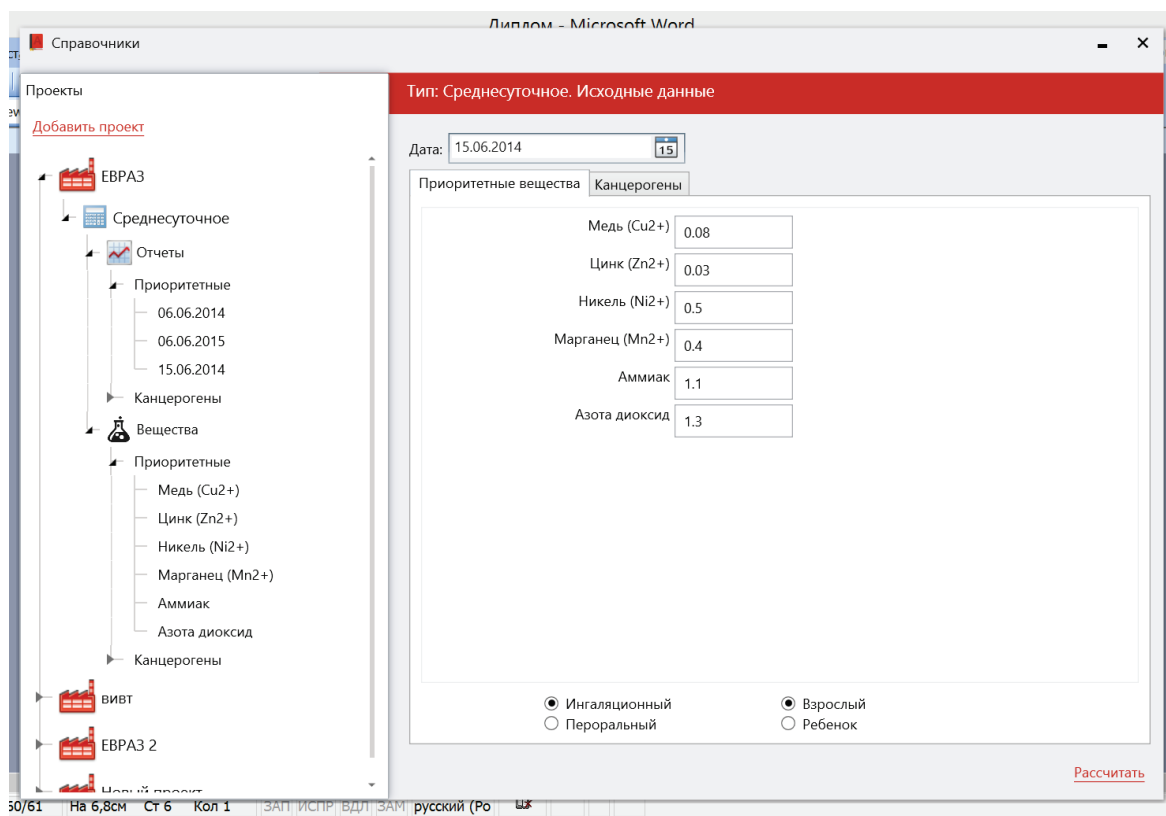 Диплом - Microsoft Word
Справочники
Проекты
Добавить проект
ЕВРАЗ
Среднесуточное
Отчеты
Приоритетные
06.06.2014
06.06.2015
15.06.2014
Канцерогены
Вещества
Приоритетные
Медь (Cu2+)
Цинк (Zn2+)
Никель (Ni2+)
Марганец (Mn2+)
Аммиак
Азота диоксид
Канцерогены
вивт
ЕВРАЗ 2
Новый проект
Тип: Среднесуточное. Исходные данные
Дата: 15.06.2014 15
Приоритетные вещества Канцерогены
Медь (Cu2+) 0.08
Цинк (Zn2+) 0.03
Никель (Ni2+) 0.5
Марганец (Mn2+) 0.4
Аммиак 1.1
Азота диоксид 1.3
Ингаляционный Взрослый
Пероральный Ребенок
Рассчитать
50/61 На 6,8см Ст 6 Кол 1 ЗАП ИСПР ВДЛ ЗАМ русский (Ро